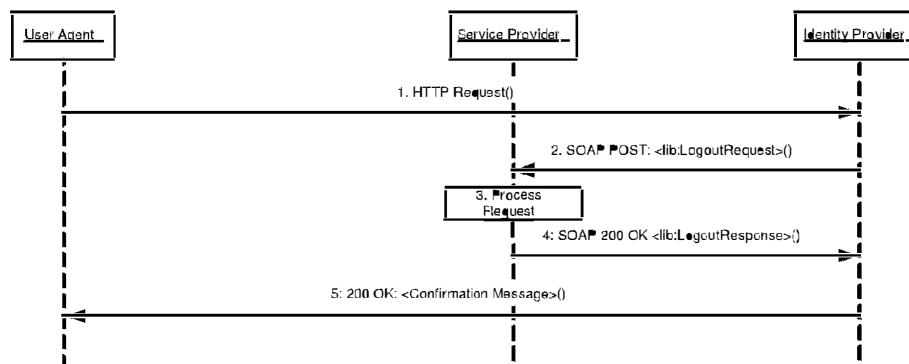 User Agent
Service Provider
Identity Provider
1. HTTP Request()
2. SOAP POST: <lib:LogoutRequest>()
3. Process
Request
4: SOAP 200 OK <lib:LogoutResponse>()
5: 200 OK: <Confirmation Message>()